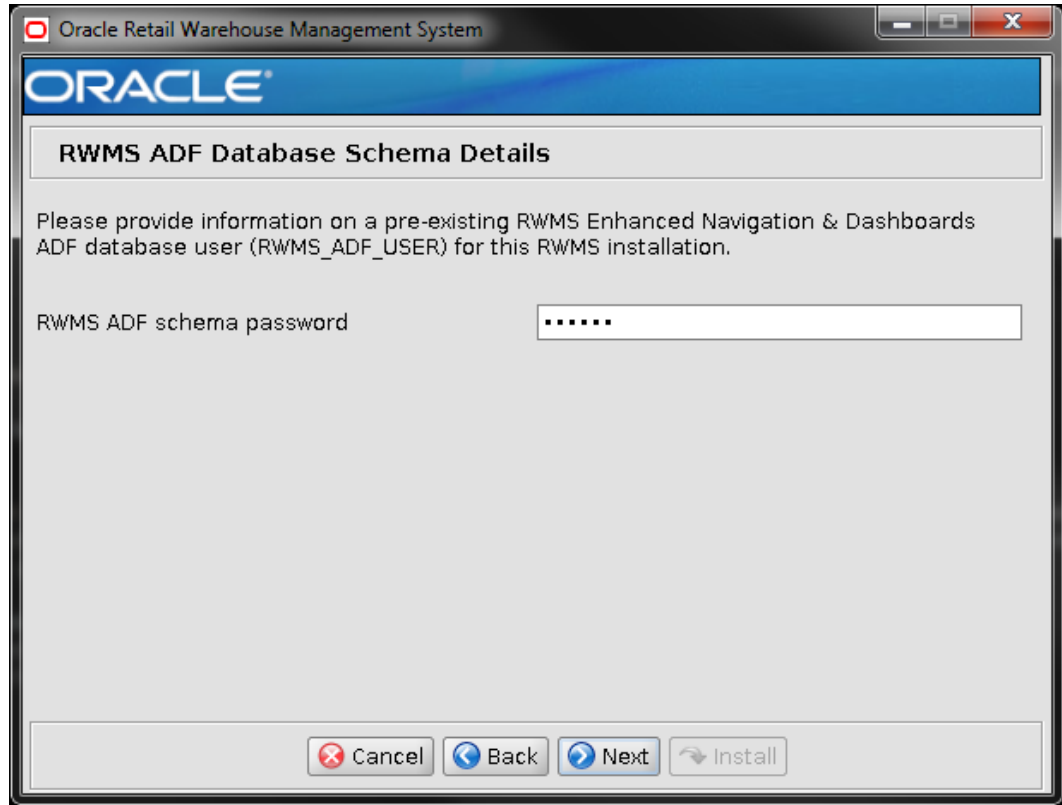 Oracle Retail Warehouse Management System
ORACLE®
RWMS ADF Database Schema Details
Please provide information on a pre-existing RWMS Enhanced Navigation & Dashboards
ADF database user (RWMS_ADF_USER) for this RWMS installation.
RWMS ADF schema password ••••••
Cancel Back Next Install